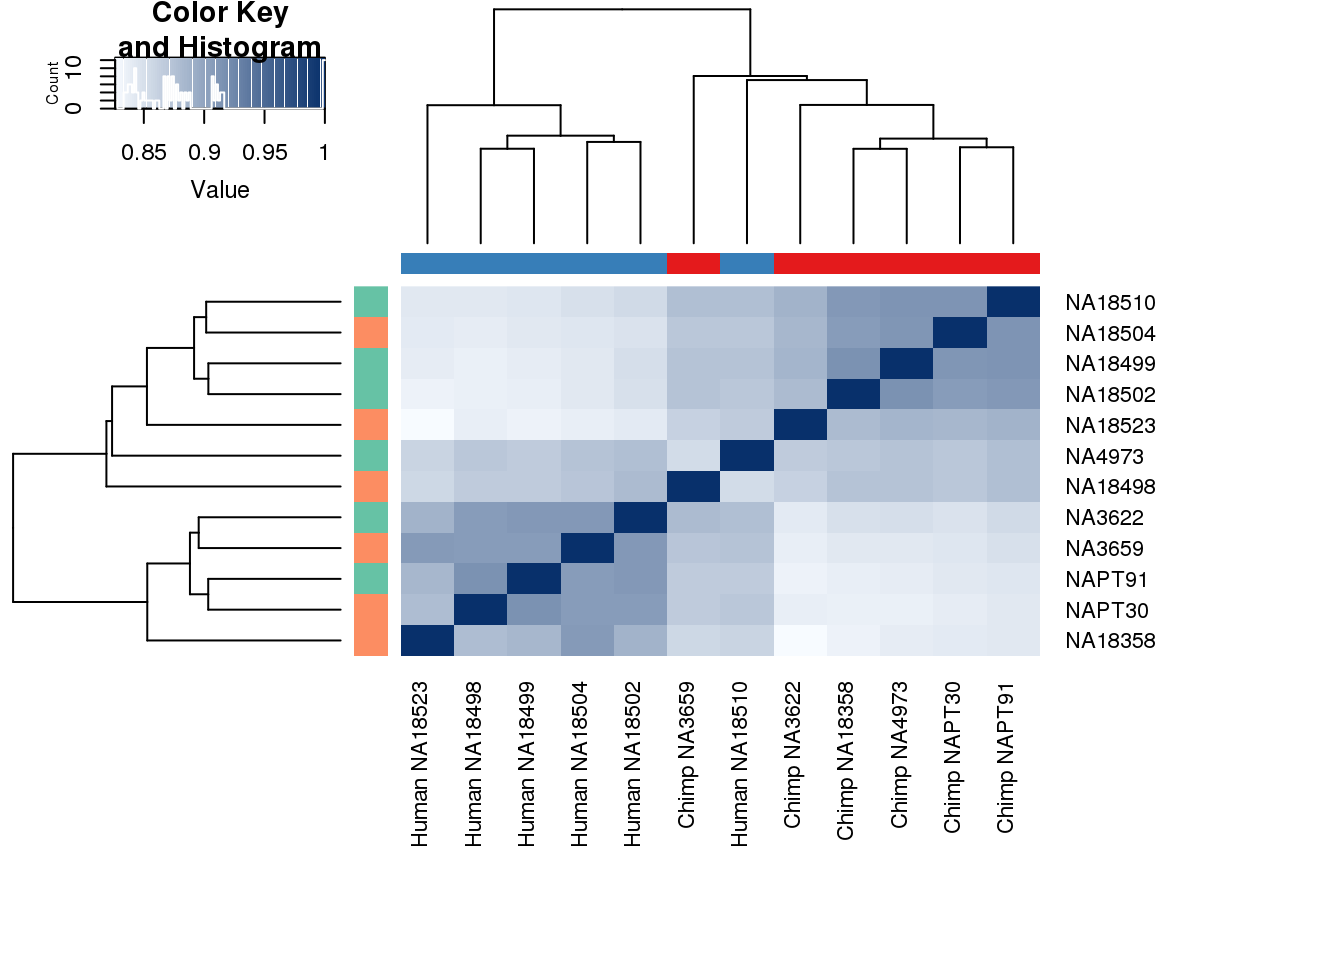 Color Key
and Histogram
Count
0 10
0.85 0.9 0.95 1
Value
NA18510
NA18504
NA18499
NA18502
NA18523
NA4973
NA18498
NA3622
NA3659
NAPT91
NAPT30
NA18358
Human NA18523
Human NA18498
Human NA18499
Human NA18504
Human NA18502
Chimp NA3659
Human NA18510
Chimp NA3622
Chimp NA18358
Chimp NA4973
Chimp NAPT30
Chimp NAPT91